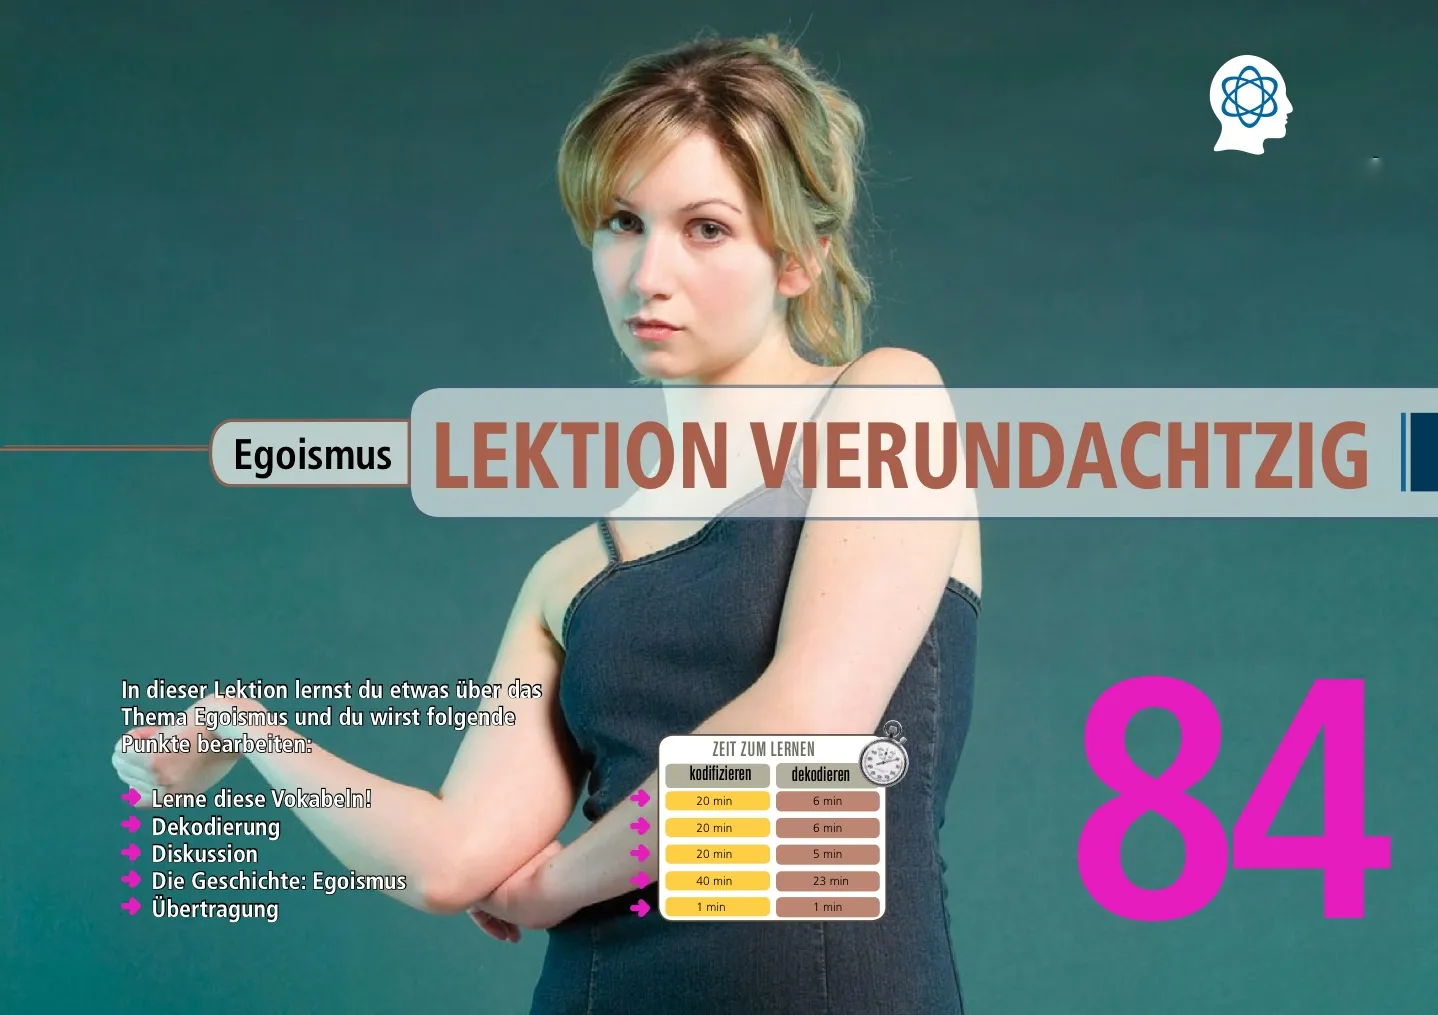 Egoismus
LEKTION VIERUNDACHTZIG
In dieser Lektion lernst du etwas über das
Thema Egoismus und du wirst folgende
Punkte bearbeiten:
Lerne diese Vokabeln!
Dekodierung
Diskussion
Die Geschichte: Egoismus
Übertragung
ZEIT ZUM LERNEN
kodifizieren dekodieren
20 min 6 min
20 min 6 min
20 min 5 min
40 min 23 min
1 min 1 min
84